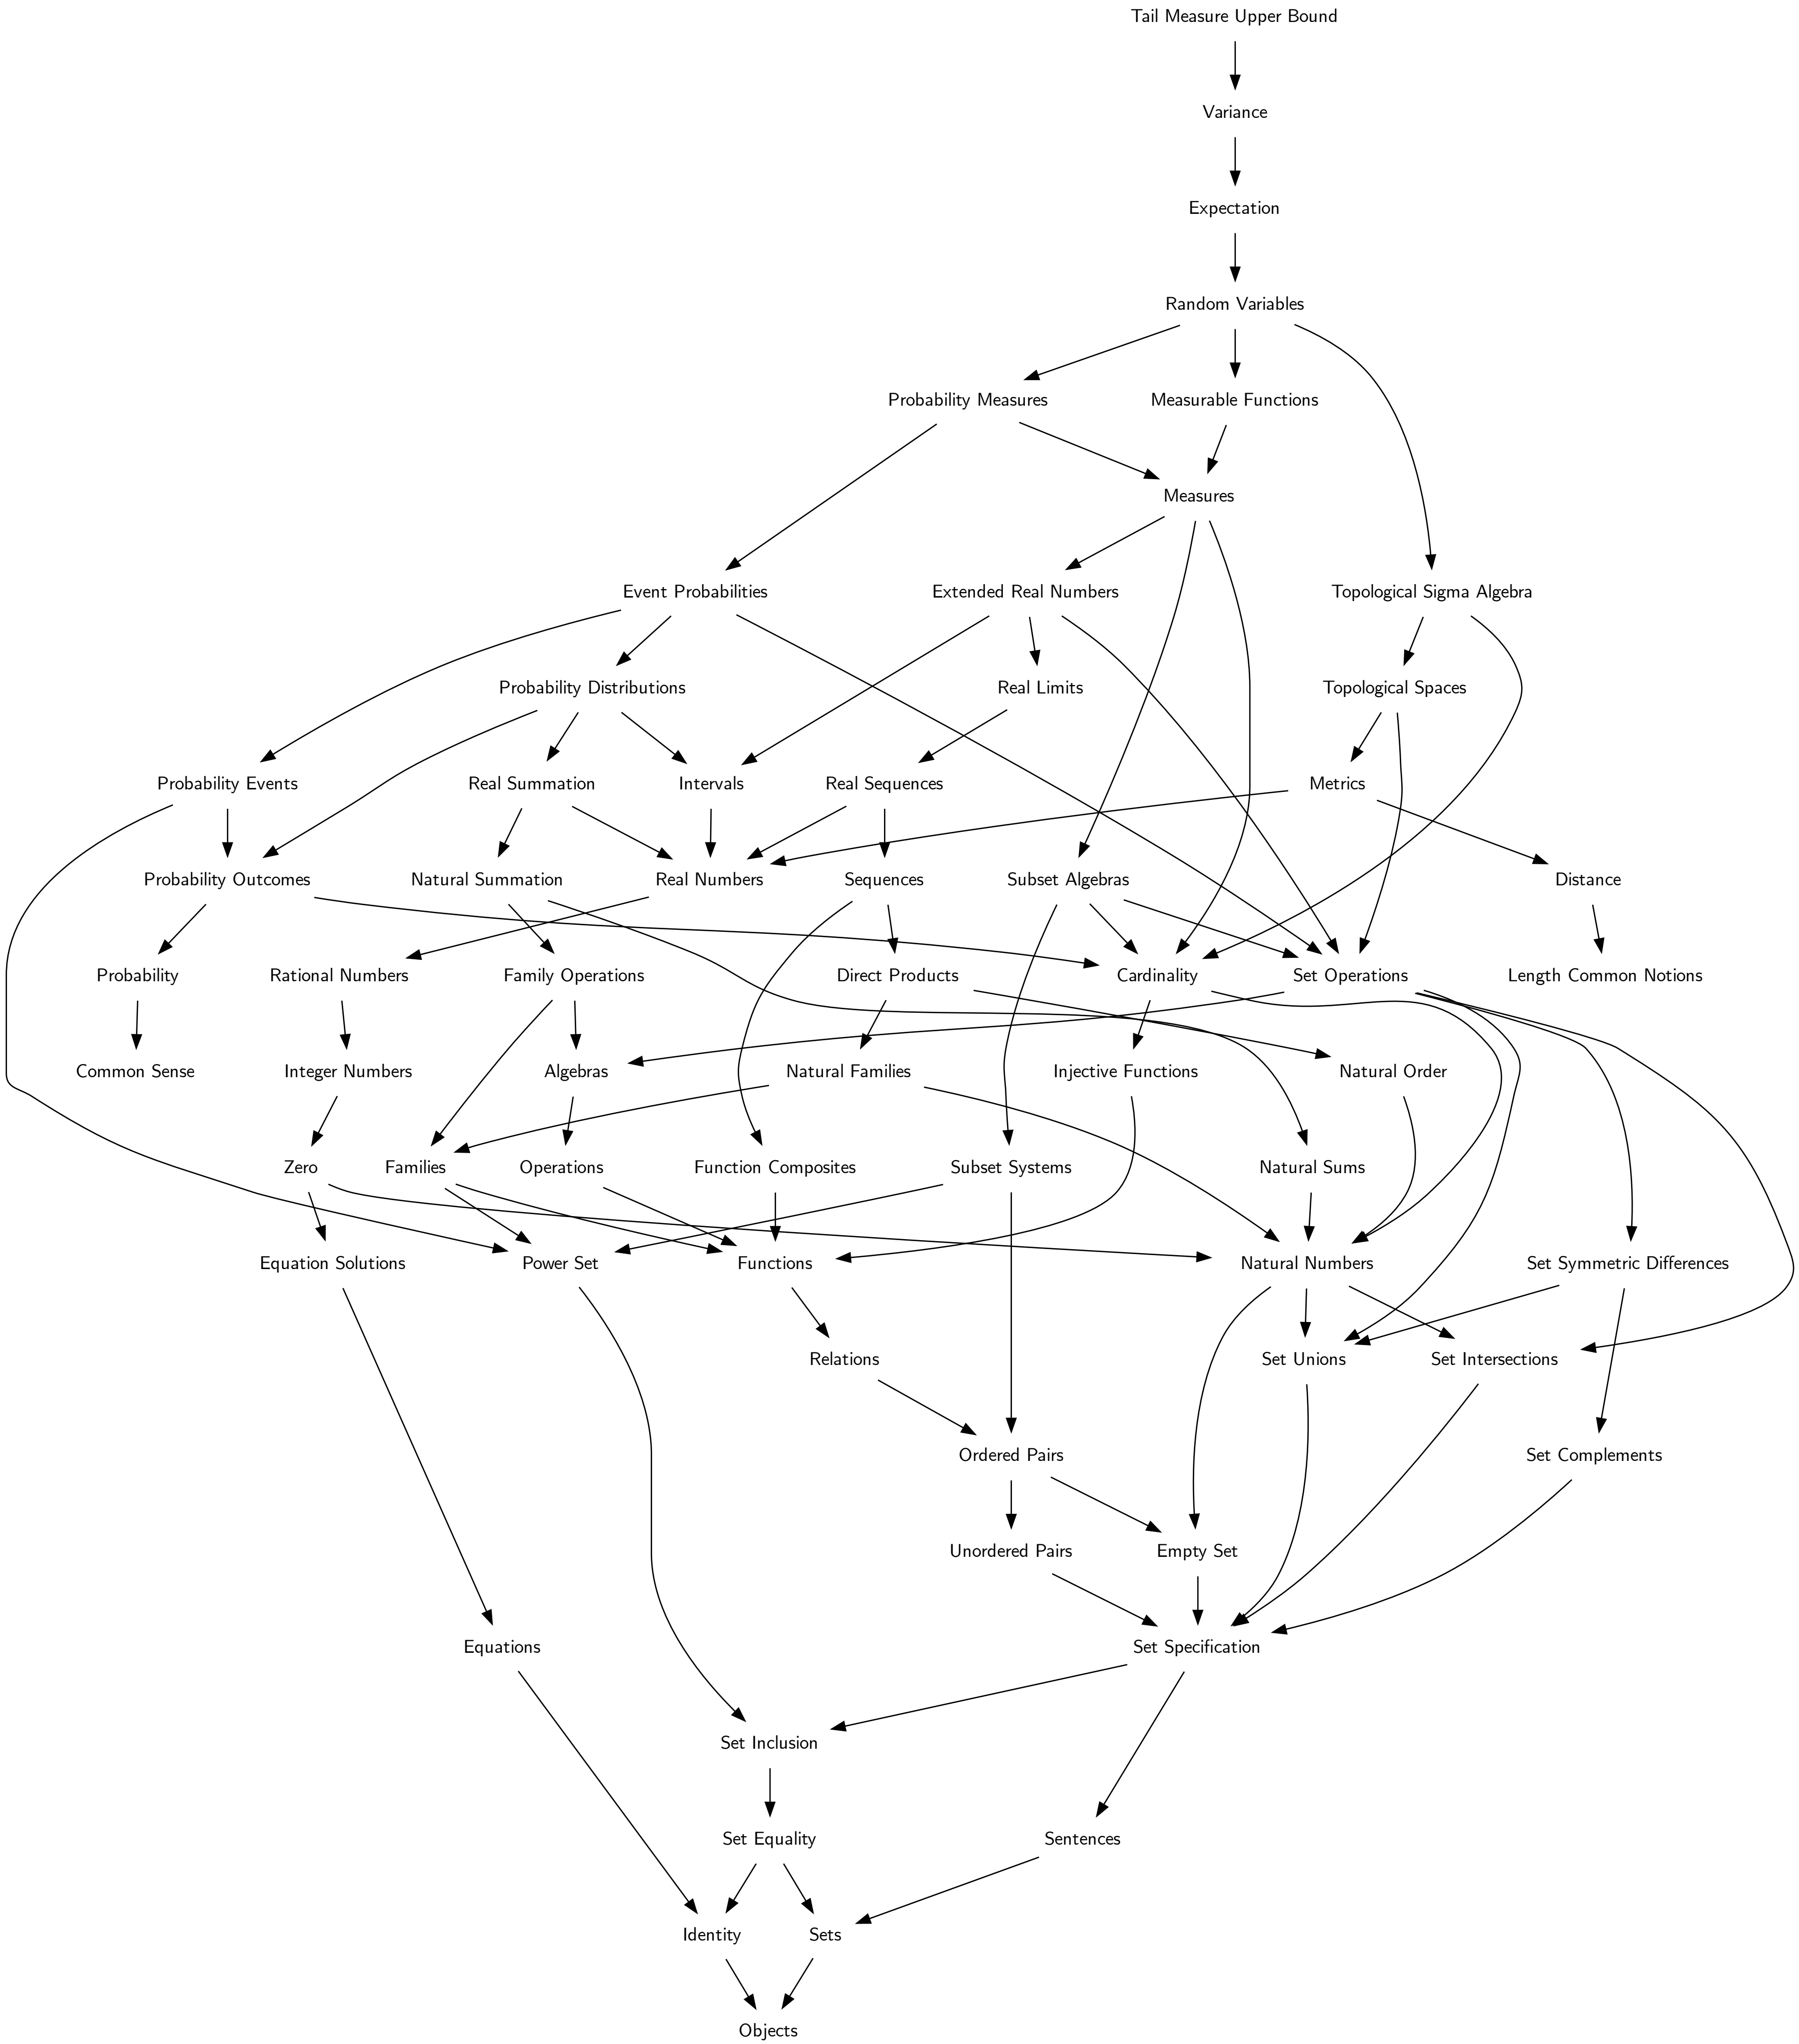 Tail Measure Upper Bound
Variance
Expectation
Random Variables
Probability Measures
Measurable Functions
Measures
Event Probabilities
Extended Real Numbers
Topological Sigma Algebra
Probability Distributions
Real Limits
Topological Spaces
Probability Events
Real Summation
Intervals
Real Sequences
Metrics
Probability Outcomes
Natural Summation
Real Numbers
Sequences
Subset Algebras
Distance
Probability
Rational Numbers
Family Operations
Direct Products
Cardinality
Set Operations
Length Common Notions
Common Sense
Integer Numbers
Algebras
Natural Families
Injective Functions
Natural Order
Zero
Families
Operations
Function Composites
Subset Systems
Natural Sums
Equation Solutions
Power Set
Functions
Natural Numbers
Set Symmetric Differences
Relations
Set Unions
Set Intersections
Ordered Pairs
Set Complements
Unordered Pairs
Empty Set
Equations
Set Specification
Set Inclusion
Set Equality
Sentences
Identity
Sets
Objects